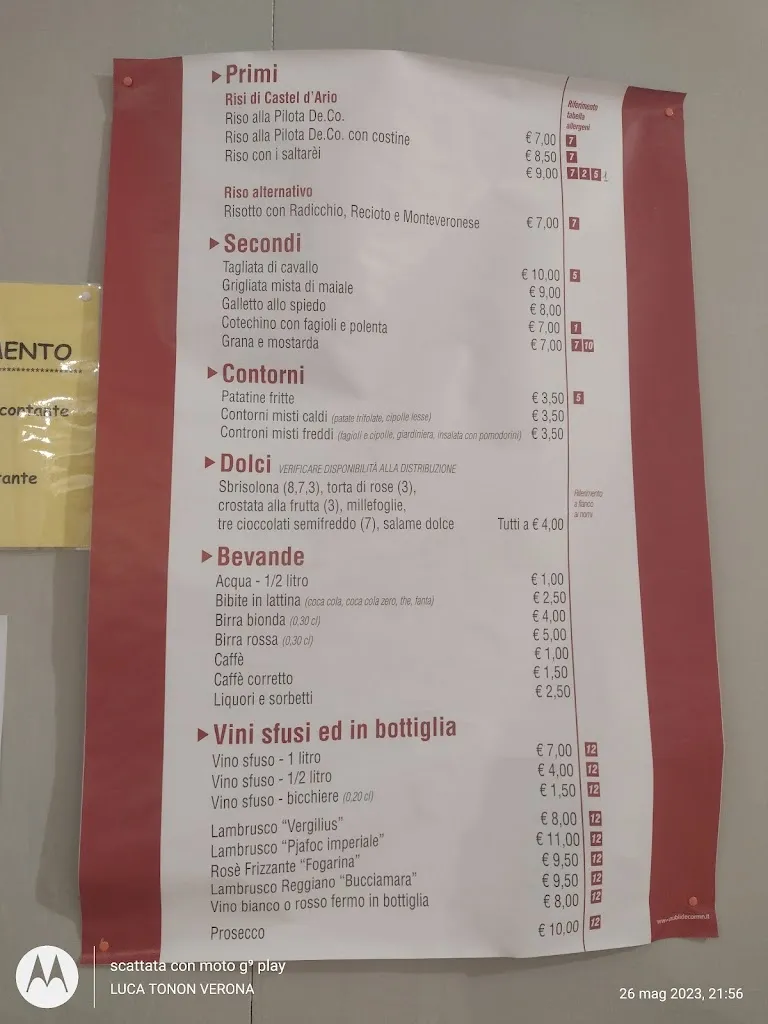 ▸Primi
Risi di Castel d'Ario
Riferimento
tabella
allergeni
Riso alla Pilota De.Co. € 7,00 7
Riso alla Pilota De.Co. con costine € 8,50 7
Riso con i saltarèi € 9,00 7 2 5 1
Riso alternativo
Risotto con Radicchio, Recioto e Monteveronese € 7,00 7
▸Secondi
Tagliata di cavallo € 10,00 5
Grigliata mista di maiale € 9,00
Galletto allo spiedo € 8,00
Cotechino con fagioli e polenta € 7,00 1
Grana e mostarda € 7,00 7 10
▸Contorni
Patatine fritte € 3,50 5
Contorni misti caldi (patate trifolate, cipolle lesse) € 3,50
Controni misti freddi (fagioli e cipolle, giardiniera, insalata con pomodorini) € 3,50
▸Dolci VERIFICARE DISPONIBILITÀ ALLA DISTRIBUZIONE
Sbrisolona (8,7,3), torta di rose (3),
crostata alla frutta (3), millefoglie,
tre cioccolati semifreddo (7), salame dolce Tutti a € 4,00
Riferimento
a fianco
ai nomi
▸Bevande
Acqua - 1/2 litro € 1,00
Bibite in lattina (coca cola, coca cola zero, the, fanta) € 2,50
Birra bionda (0,30 cl) € 4,00
Birra rossa (0,30 cl) € 5,00
Caffè € 1,00
Caffè corretto € 1,50
Liquori e sorbetti € 2,50
▸Vini sfusi ed in bottiglia
Vino sfuso - 1 litro € 7,00 12
Vino sfuso - 1/2 litro € 4,00 12
Vino sfuso - bicchiere (0,20 cl) € 1,50 12
Lambrusco "Vergilius" € 8,00 12
Lambrusco "Pjafoc imperiale" € 11,00 12
Rosè Frizzante "Fogarina" € 9,50 12
Lambrusco Reggiano "Bucciamara" € 9,50 12
Vino bianco o rosso fermo in bottiglia € 8,00 12
Prosecco € 10,00 12
MENTO
contante
tante
scattata con moto g⁹ play
LUCA TONON VERONA
26 mag 2023, 21:56